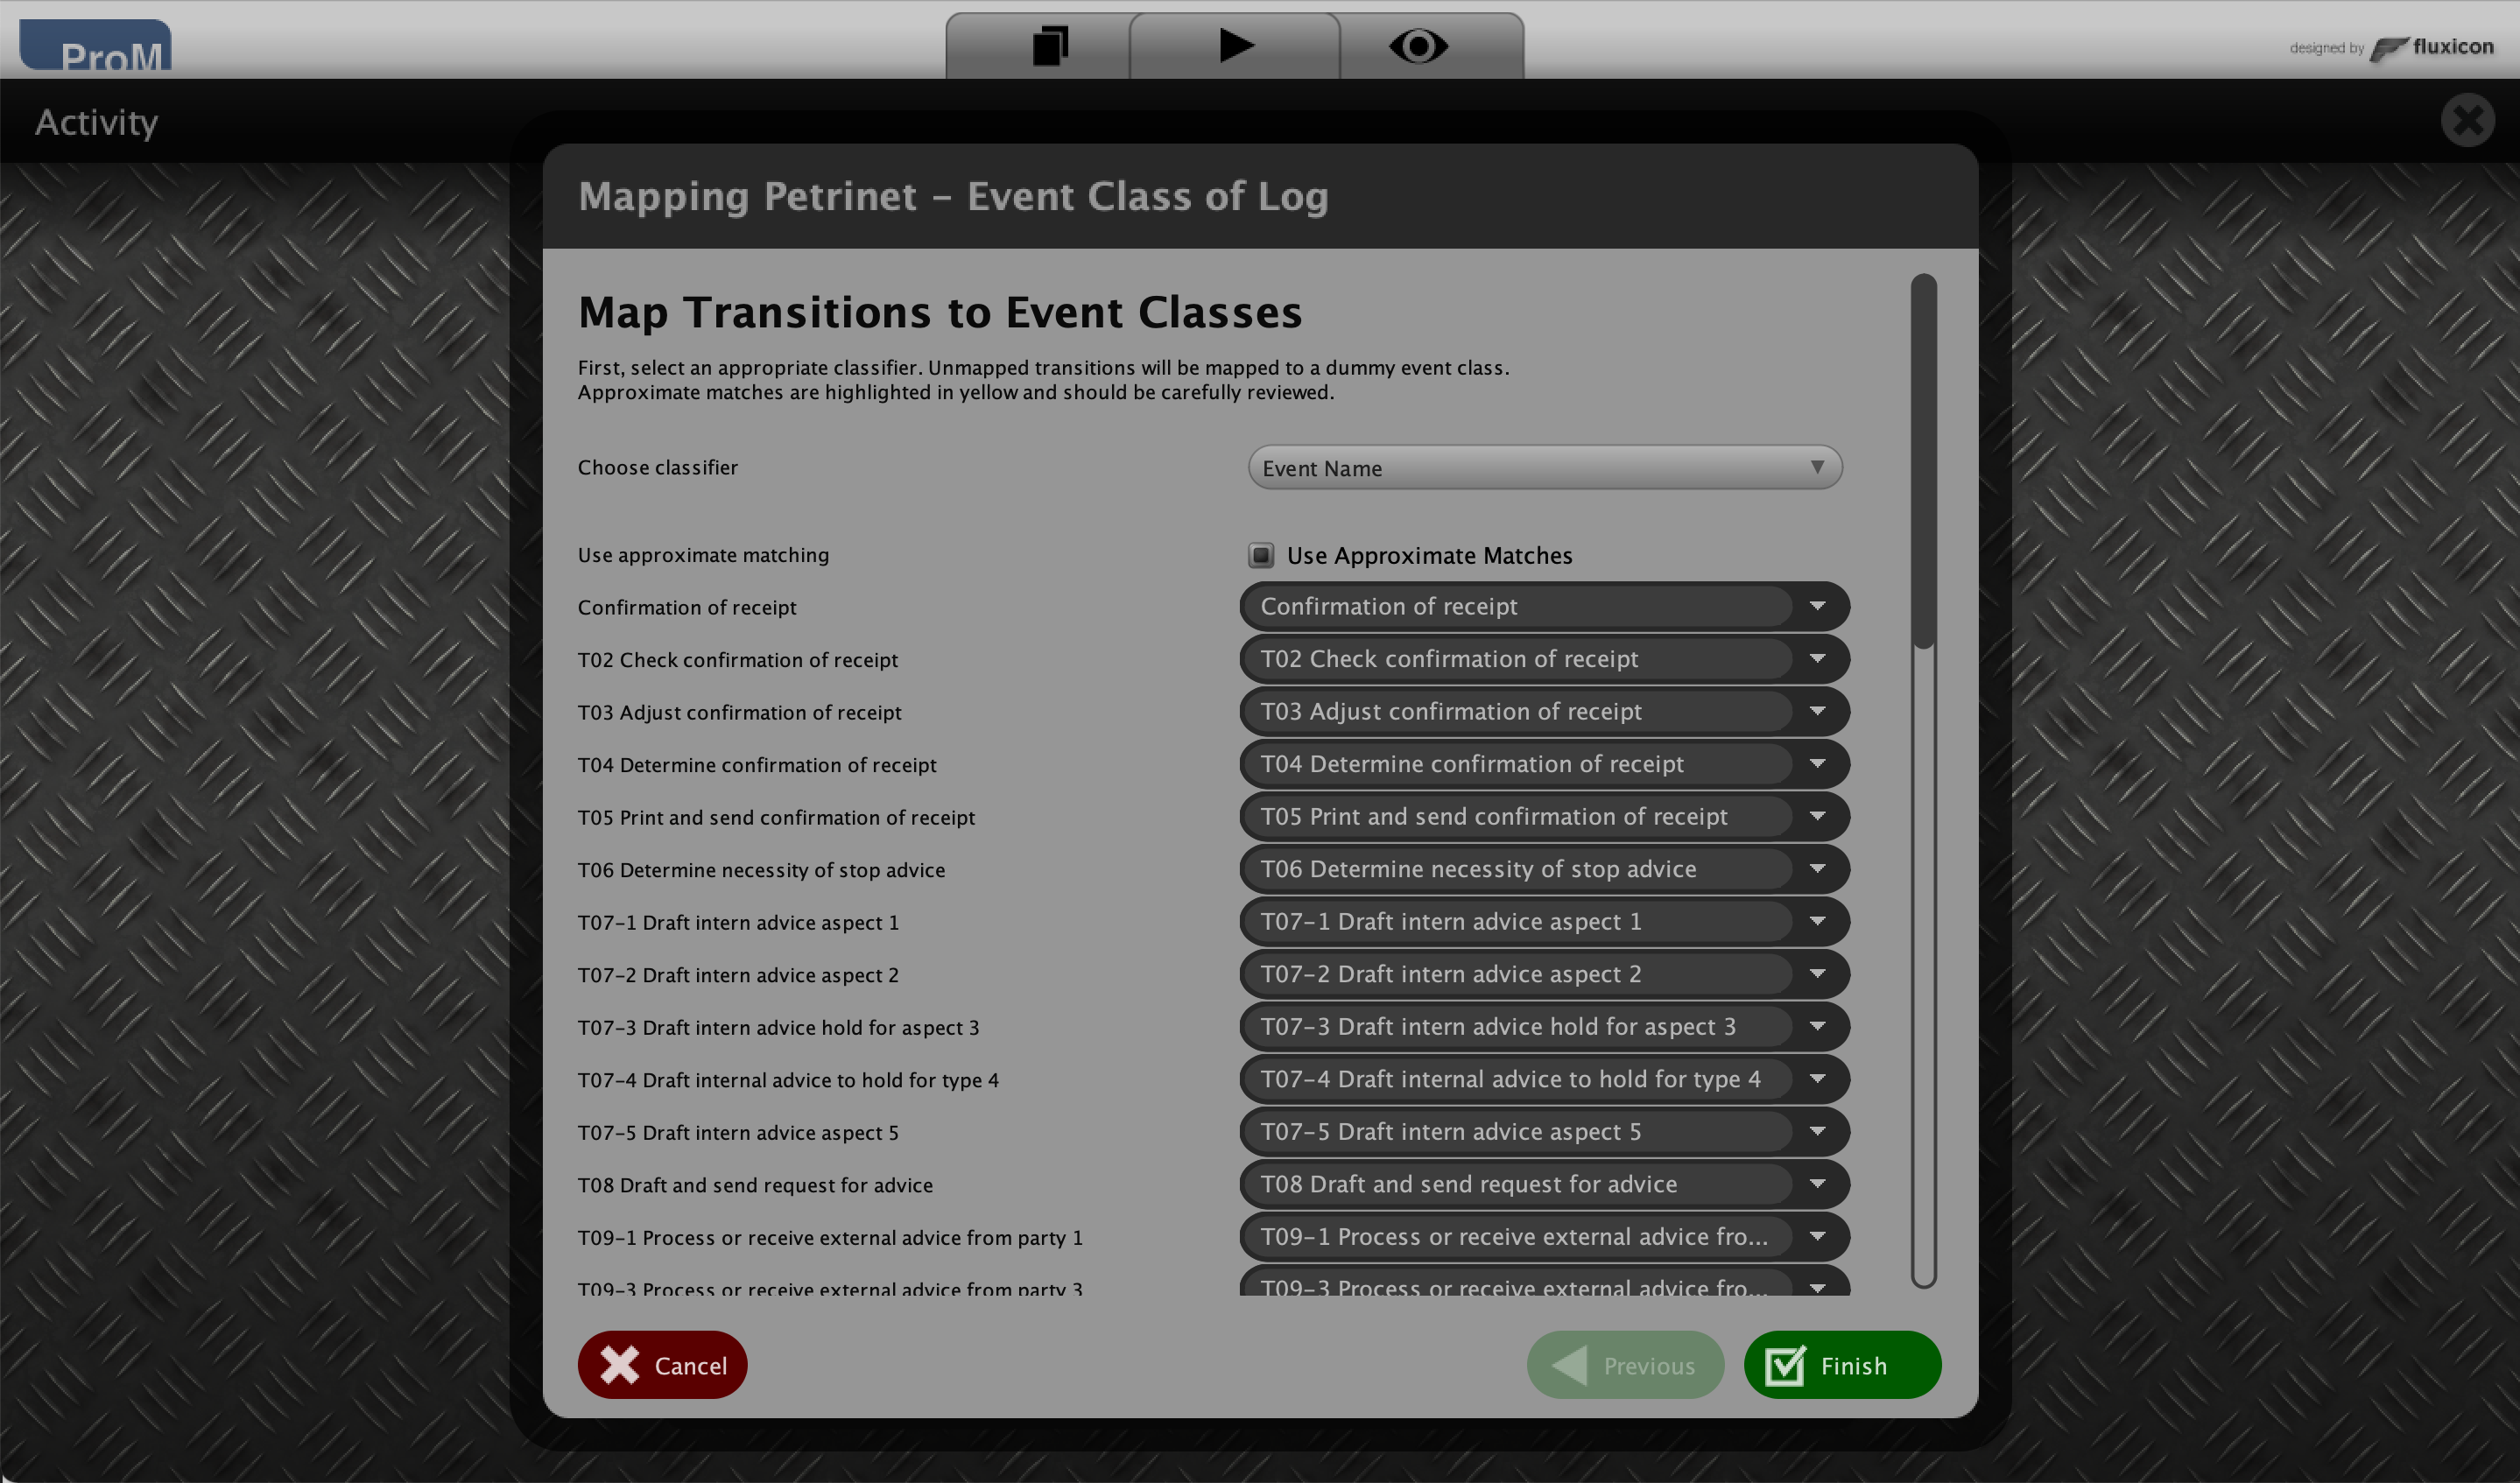 ProM
designed by fluxicon
Activity
Mapping Petrinet – Event Class of Log
Map Transitions to Event Classes
First, select an appropriate classifier. Unmapped transitions will be mapped to a dummy event class.
Approximate matches are highlighted in yellow and should be carefully reviewed.
Choose classifier Event Name
Use approximate matching Use Approximate Matches
Confirmation of receipt Confirmation of receipt
T02 Check confirmation of receipt T02 Check confirmation of receipt
T03 Adjust confirmation of receipt T03 Adjust confirmation of receipt
T04 Determine confirmation of receipt T04 Determine confirmation of receipt
T05 Print and send confirmation of receipt T05 Print and send confirmation of receipt
T06 Determine necessity of stop advice T06 Determine necessity of stop advice
T07–1 Draft intern advice aspect 1 T07–1 Draft intern advice aspect 1
T07–2 Draft intern advice aspect 2 T07–2 Draft intern advice aspect 2
T07–3 Draft intern advice hold for aspect 3 T07–3 Draft intern advice hold for aspect 3
T07–4 Draft internal advice to hold for type 4 T07–4 Draft internal advice to hold for type 4
T07–5 Draft intern advice aspect 5 T07–5 Draft intern advice aspect 5
T08 Draft and send request for advice T08 Draft and send request for advice
T09–1 Process or receive external advice from party 1 T09–1 Process or receive external advice fro...
T09–3 Process or receive external advice from party 3 T09–3 Process or receive external advice fro...
Cancel Previous Finish